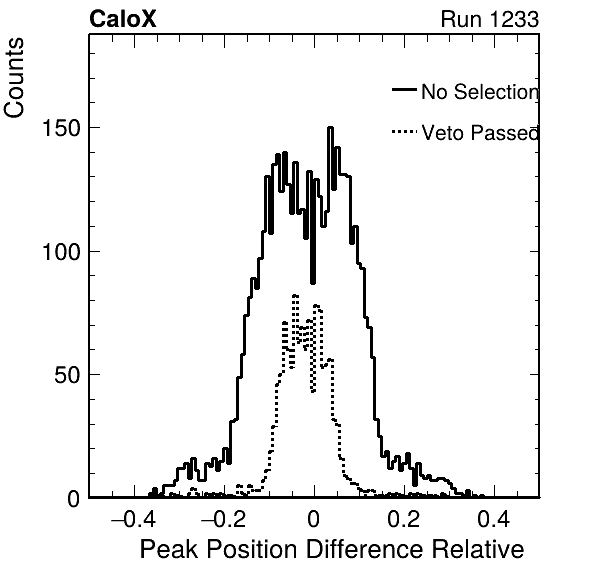 CaloX Run 1233
Counts
No Selection
Veto Passed
150
100
50
0
−0.4 −0.2 0 0.2 0.4
Peak Position Difference Relative